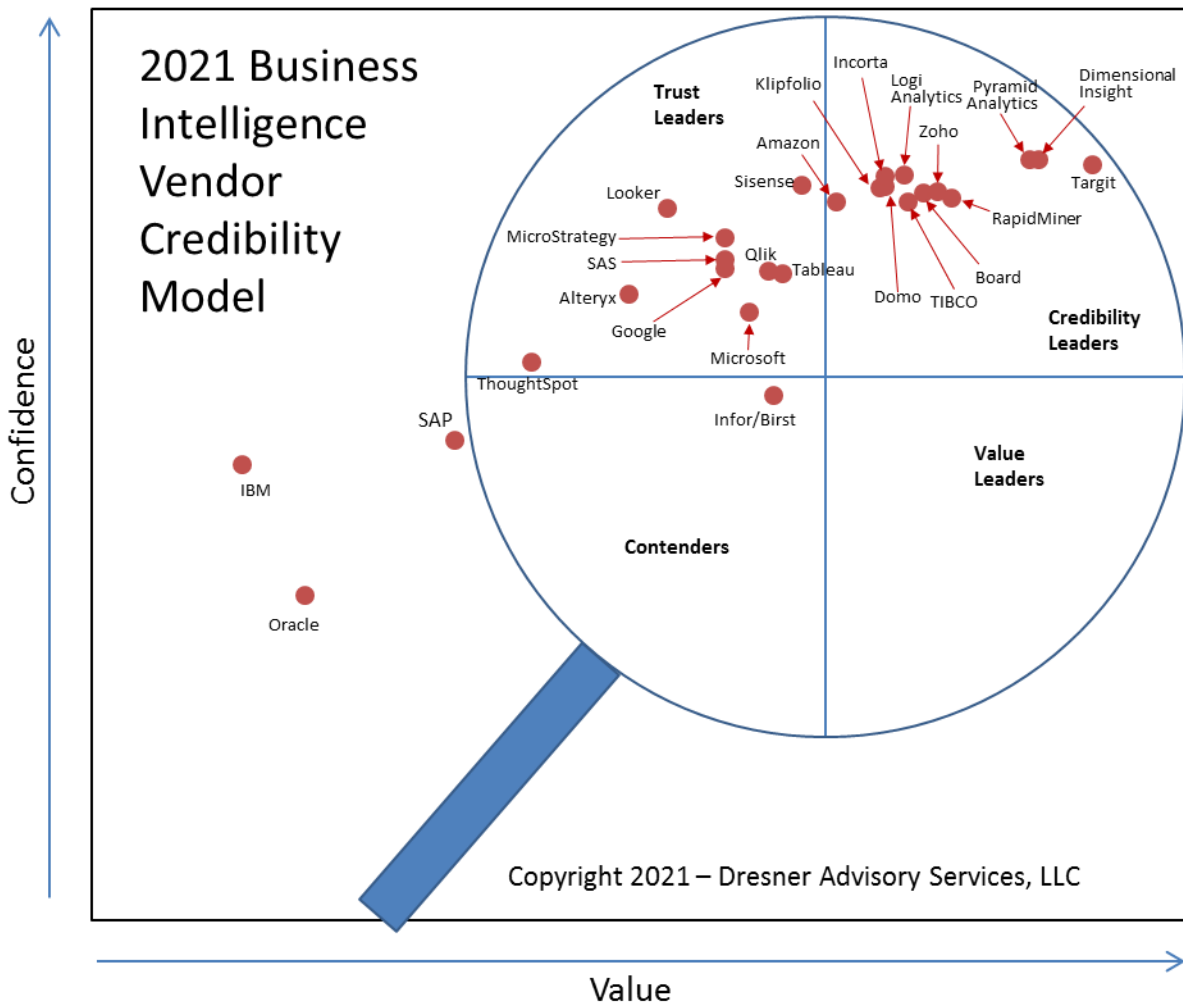 2021 Business
Intelligence
Vendor
Credibility
Model
Trust
Leaders
Klipfolio
Incorta
Logi
Analytics
Pyramid
Analytics
Dimensional
Insight
Amazon
Zoho
Sisense
Targit
Looker
RapidMiner
MicroStrategy
SAS
Qlik
Tableau
Board
Alteryx
Domo
TIBCO
Google
Credibility
Leaders
Microsoft
ThoughtSpot
SAP
Infor/Birst
IBM
Value
Leaders
Contenders
Oracle
Copyright 2021 – Dresner Advisory Services, LLC
Confidence
Value